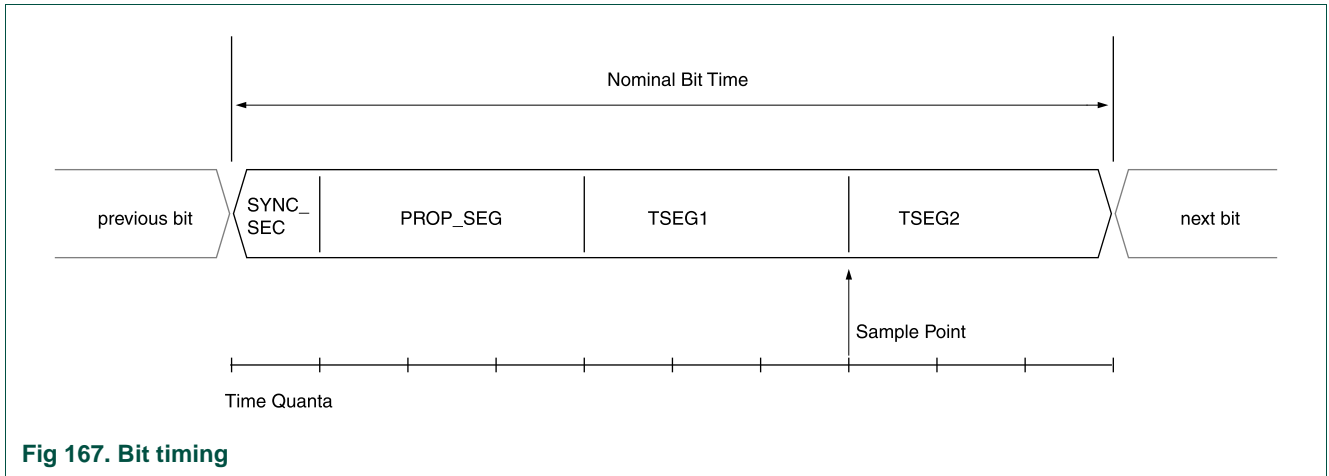 Nominal Bit Time
previous bit
SYNC_
SEC
PROP_SEG
TSEG1
TSEG2
next bit
Sample Point
Time Quanta
Fig 167. Bit timing